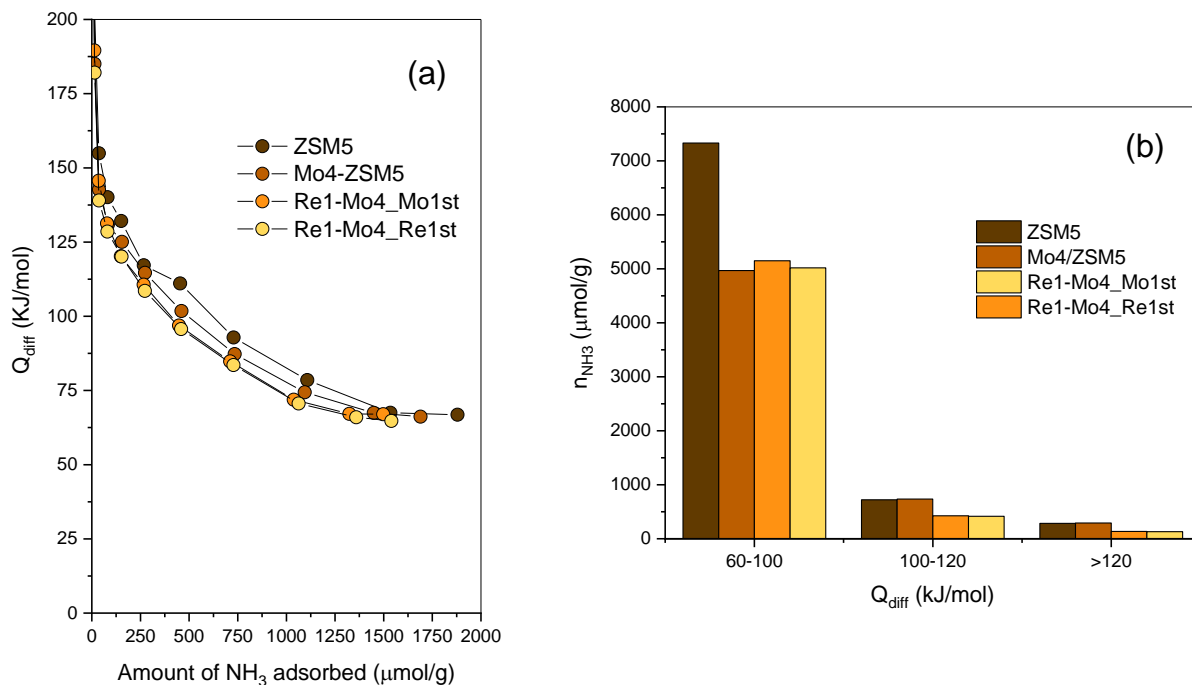 (a)
200
175
150
125
100
75
50
25
0
Q_diff (KJ/mol)
ZSM5
Mo4-ZSM5
Re1-Mo4_Mo1st
Re1-Mo4_Re1st
0 250 500 750 1000 1250 1500 1750 2000
Amount of NH₃ adsorbed (μmol/g)
(b)
8000
7000
6000
5000
4000
3000
2000
1000
0
n_NH3 (μmol/g)
ZSM5
Mo4/ZSM5
Re1-Mo4_Mo1st
Re1-Mo4_Re1st
60-100 100-120 >120
Q_diff (kJ/mol)